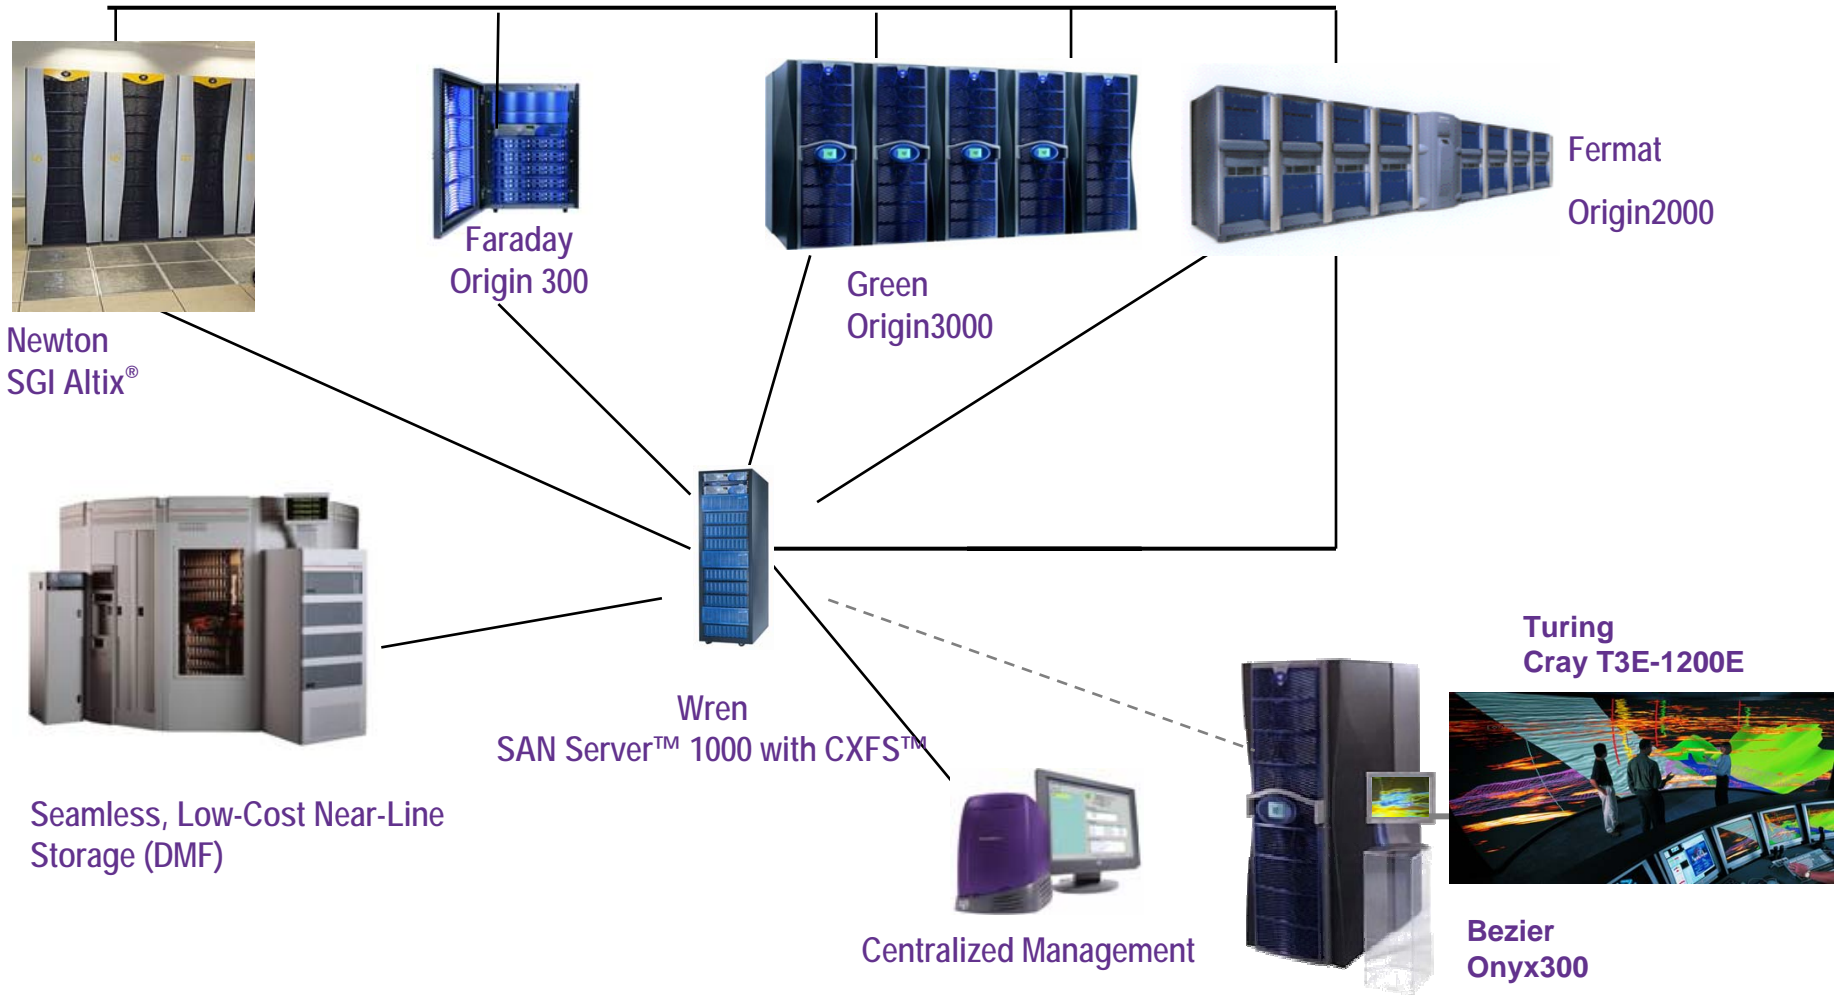 Fermat
Origin2000
Faraday
Origin 300
Green
Origin3000
Newton
SGI Altix®
Wren
SAN Server™ 1000 with CXFS™
Turing
Cray T3E-1200E
Seamless, Low-Cost Near-Line
Storage (DMF)
Centralized Management
Bezier
Onyx300